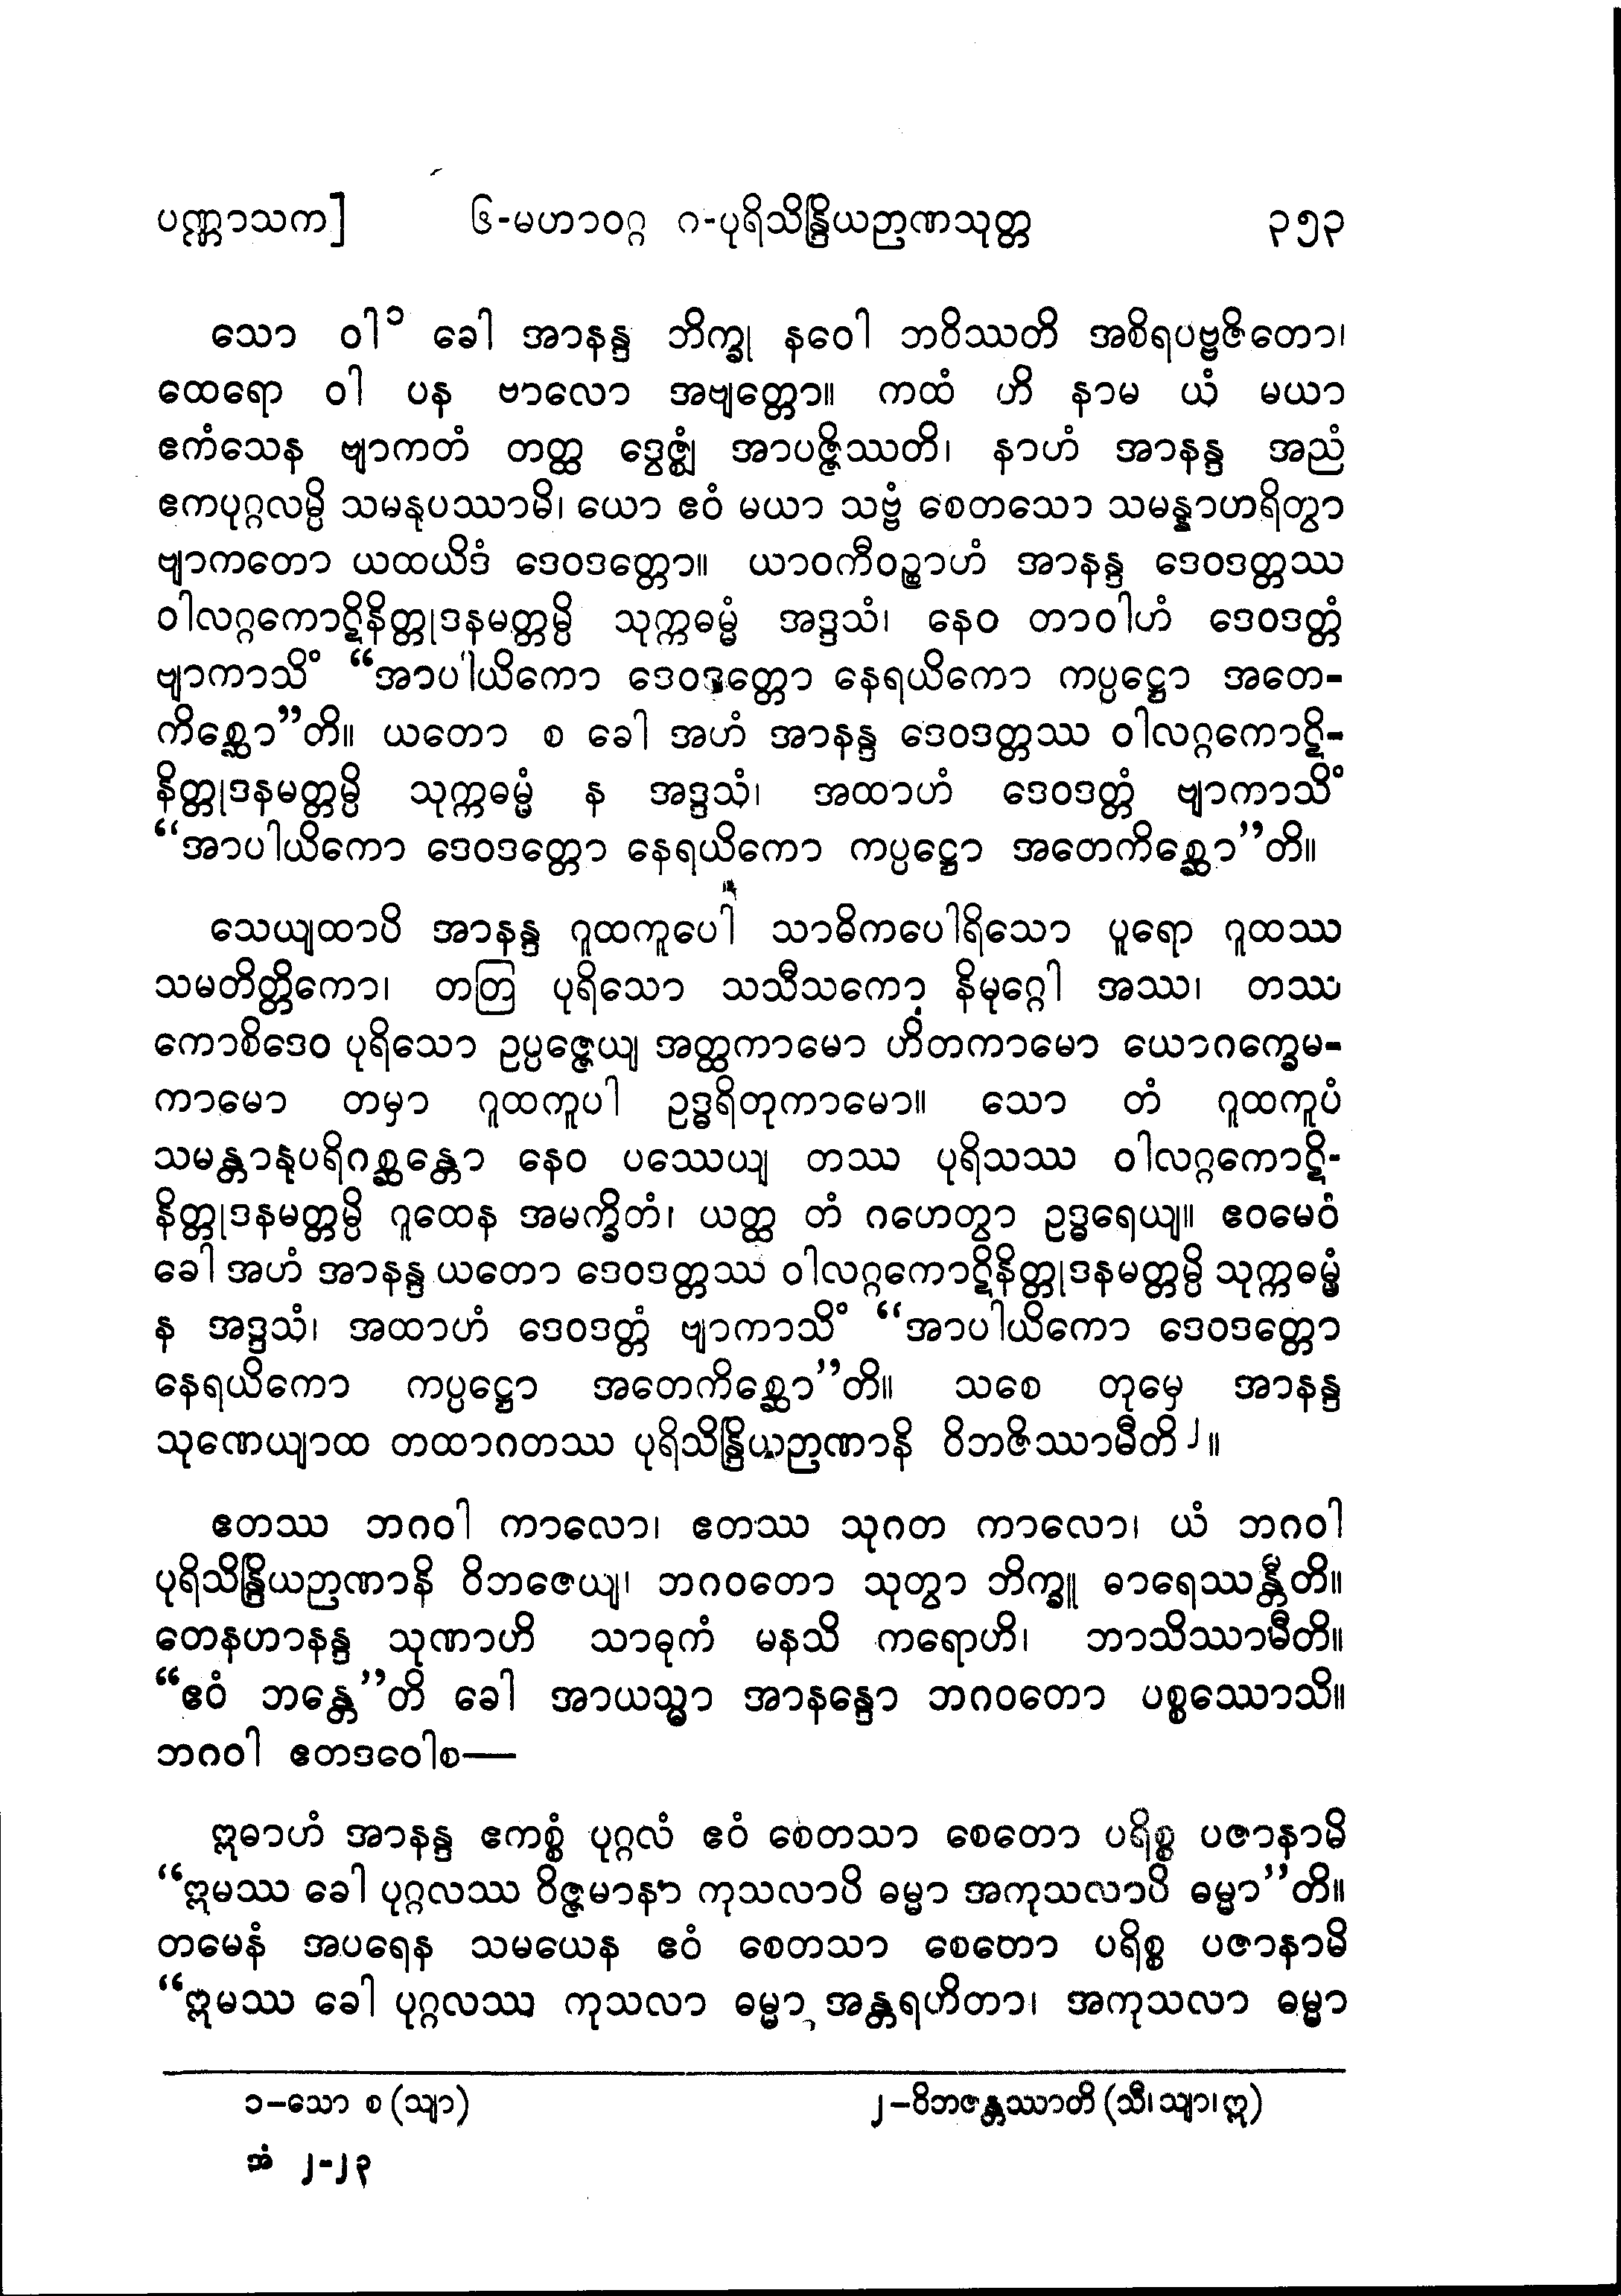 ပဏ္ဏာသက] ၆-မဟာဝဂ္ဂ ဂ-ပုရိသိန္ဒြိယဉာဏသုတ္တ ၃၅၃
သော ဝါ၁ ခေါ အာနန္ဒ ဘိက္ခု နဝေါ ဘဝိဿတိ အစိရပဗ္ဗဇိတော၊
ထေရော ဝါ ပန ဗာလော အဗျတ္တော။ ကထံ ဟိ နာမ ယံ မယာ
ဧကံသေန ဗျာကတံ တတ္ထ ဒွေဇ္ဈံ အာပဇ္ဇိဿတိ၊ နာဟံ အာနန္ဒ အညံ
ဧကပုဂ္ဂလမ္ပိ သမနုပဿာမိ၊ ယော ဧဝံ မယာ သဗ္ဗံ စေတသော သမန္နာဟရိတွာ
ဗျာကတော ယထယိဒံ ဒေဝဒတ္တော။ ယာဝကီဝဉ္စာဟံ အာနန္ဒ ဒေဝဒတ္တဿ
ဝါလဂ္ဂကောဋိနိတ္တုဒနမတ္တမ္ပိ သုက္ကဓမ္မံ အဒ္ဒသံ၊ နေဝ တာဝါဟံ ဒေဝဒတ္တံ
ဗျာကာသိံ “အာပါယိကော ဒေဝဒတ္တော နေရယိကော ကပ္ပဋ္ဌော အတေ-
ကိစ္ဆော”တိ။ ယတော စ ခေါ အဟံ အာနန္ဒ ဒေဝဒတ္တဿ ဝါလဂ္ဂကောဋိ-
နိတ္တုဒနမတ္တမ္ပိ သုက္ကဓမ္မံ န အဒ္ဒသံ၊ အထာဟံ ဒေဝဒတ္တံ ဗျာကာသိံ
“အာပါယိကော ဒေဝဒတ္တော နေရယိကော ကပ္ပဋ္ဌော အတေကိစ္ဆော”တိ။
သေယျထာပိ အာနန္ဒ ဂူထကူပေါ သာဓိကပေါရိသော ပူရော ဂူထဿ
သမတိတ္တိကော၊ တတြ ပုရိသော သသီသကော နိမုဂ္ဂေါ အဿ၊ တဿ
ကောစိဒေဝ ပုရိသော ဥပ္ပဇ္ဇေယျ အတ္ထကာမော ဟိတကာမော ယောဂက္ခေမ-
ကာမော တမှာ ဂူထကူပါ ဥဒ္ဓရိတုကာမော။ သော တံ ဂူထကူပံ
သမန္တာနုပရိဂစ္ဆန္တော နေဝ ပဿေယျ တဿ ပုရိသဿ ဝါလဂ္ဂကောဋိ-
နိတ္တုဒနမတ္တမ္ပိ ဂူထေန အမက္ခိတံ၊ ယတ္ထ တံ ဂဟေတွာ ဥဒ္ဓရေယျ။ ဧဝမေဝံ
ခေါ အဟံ အာနန္ဒ ယတော ဒေဝဒတ္တဿ ဝါလဂ္ဂကောဋိနိတ္တုဒနမတ္တမ္ပိ သုက္ကဓမ္မံ
န အဒ္ဒသံ၊ အထာဟံ ဒေဝဒတ္တံ ဗျာကာသိံ “အာပါယိကော ဒေဝဒတ္တော
နေရယိကော ကပ္ပဋ္ဌော အတေကိစ္ဆော”တိ။ သစေ တုမှေ အာနန္ဒ
သုဏေယျာထ တထာဂတဿ ပုရိသိန္ဒြိယဉာဏာနိ ဝိဘဇိဿာမီတိ၂။
ဧတဿ ဘဂဝါ ကာလော၊ ဧတဿ သုဂတ ကာလော၊ ယံ ဘဂဝါ
ပုရိသိန္ဒြိယဉာဏာနိ ဝိဘဇေယျ၊ ဘဂဝတော သုတွာ ဘိက္ခူ ဓာရေဿန္တီတိ။
တေနဟာနန္ဒ သုဏာဟိ သာဓုကံ မနသိ ကရောဟိ၊ ဘာသိဿာမီတိ။
“ဧဝံ ဘန္တေ”တိ ခေါ အာယသ္မာ အာနန္ဒော ဘဂဝတော ပစ္စဿောသိ။
ဘဂဝါ ဧတဒဝေါစ—
ဣဓာဟံ အာနန္ဒ ဧကစ္စံ ပုဂ္ဂလံ ဧဝံ စေတသာ စေတော ပရိစ္စ ပဇာနာမိ
“ဣမဿ ခေါ ပုဂ္ဂလဿ ဝိဇ္ဇမာနာ ကုသလာပိ ဓမ္မာ အကုသလာပိ ဓမ္မာ”တိ။
တမေနံ အပရေန သမယေန ဧဝံ စေတသာ စေတော ပရိစ္စ ပဇာနာမိ
“ဣမဿ ခေါ ပုဂ္ဂလဿ ကုသလာ ဓမ္မာ အန္တရဟိတာ၊ အကုသလာ ဓမ္မာ
၁–သော စ (သျာ) ၂–ဝိဘဇန္တဿာတိ (သီ၊ သျာ၊ ဣ)
အံ ၂-၂၃